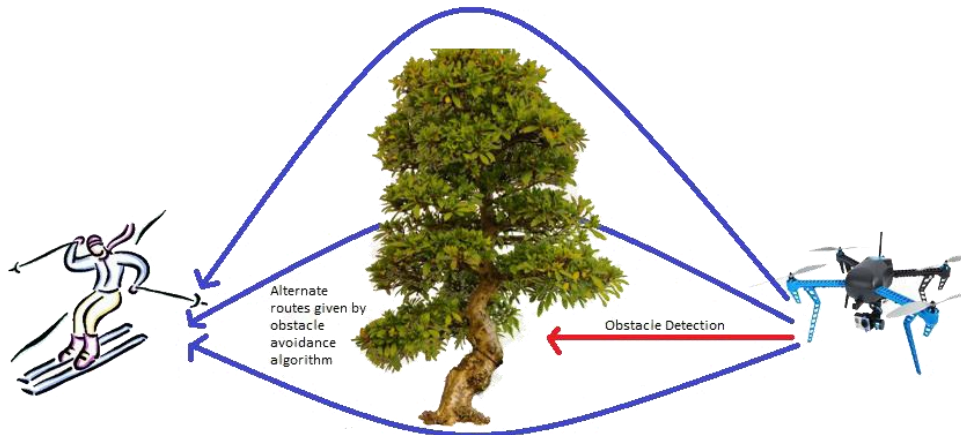 Alternate
routes given by
obstacle
avoidance
algorithm
Obstacle Detection